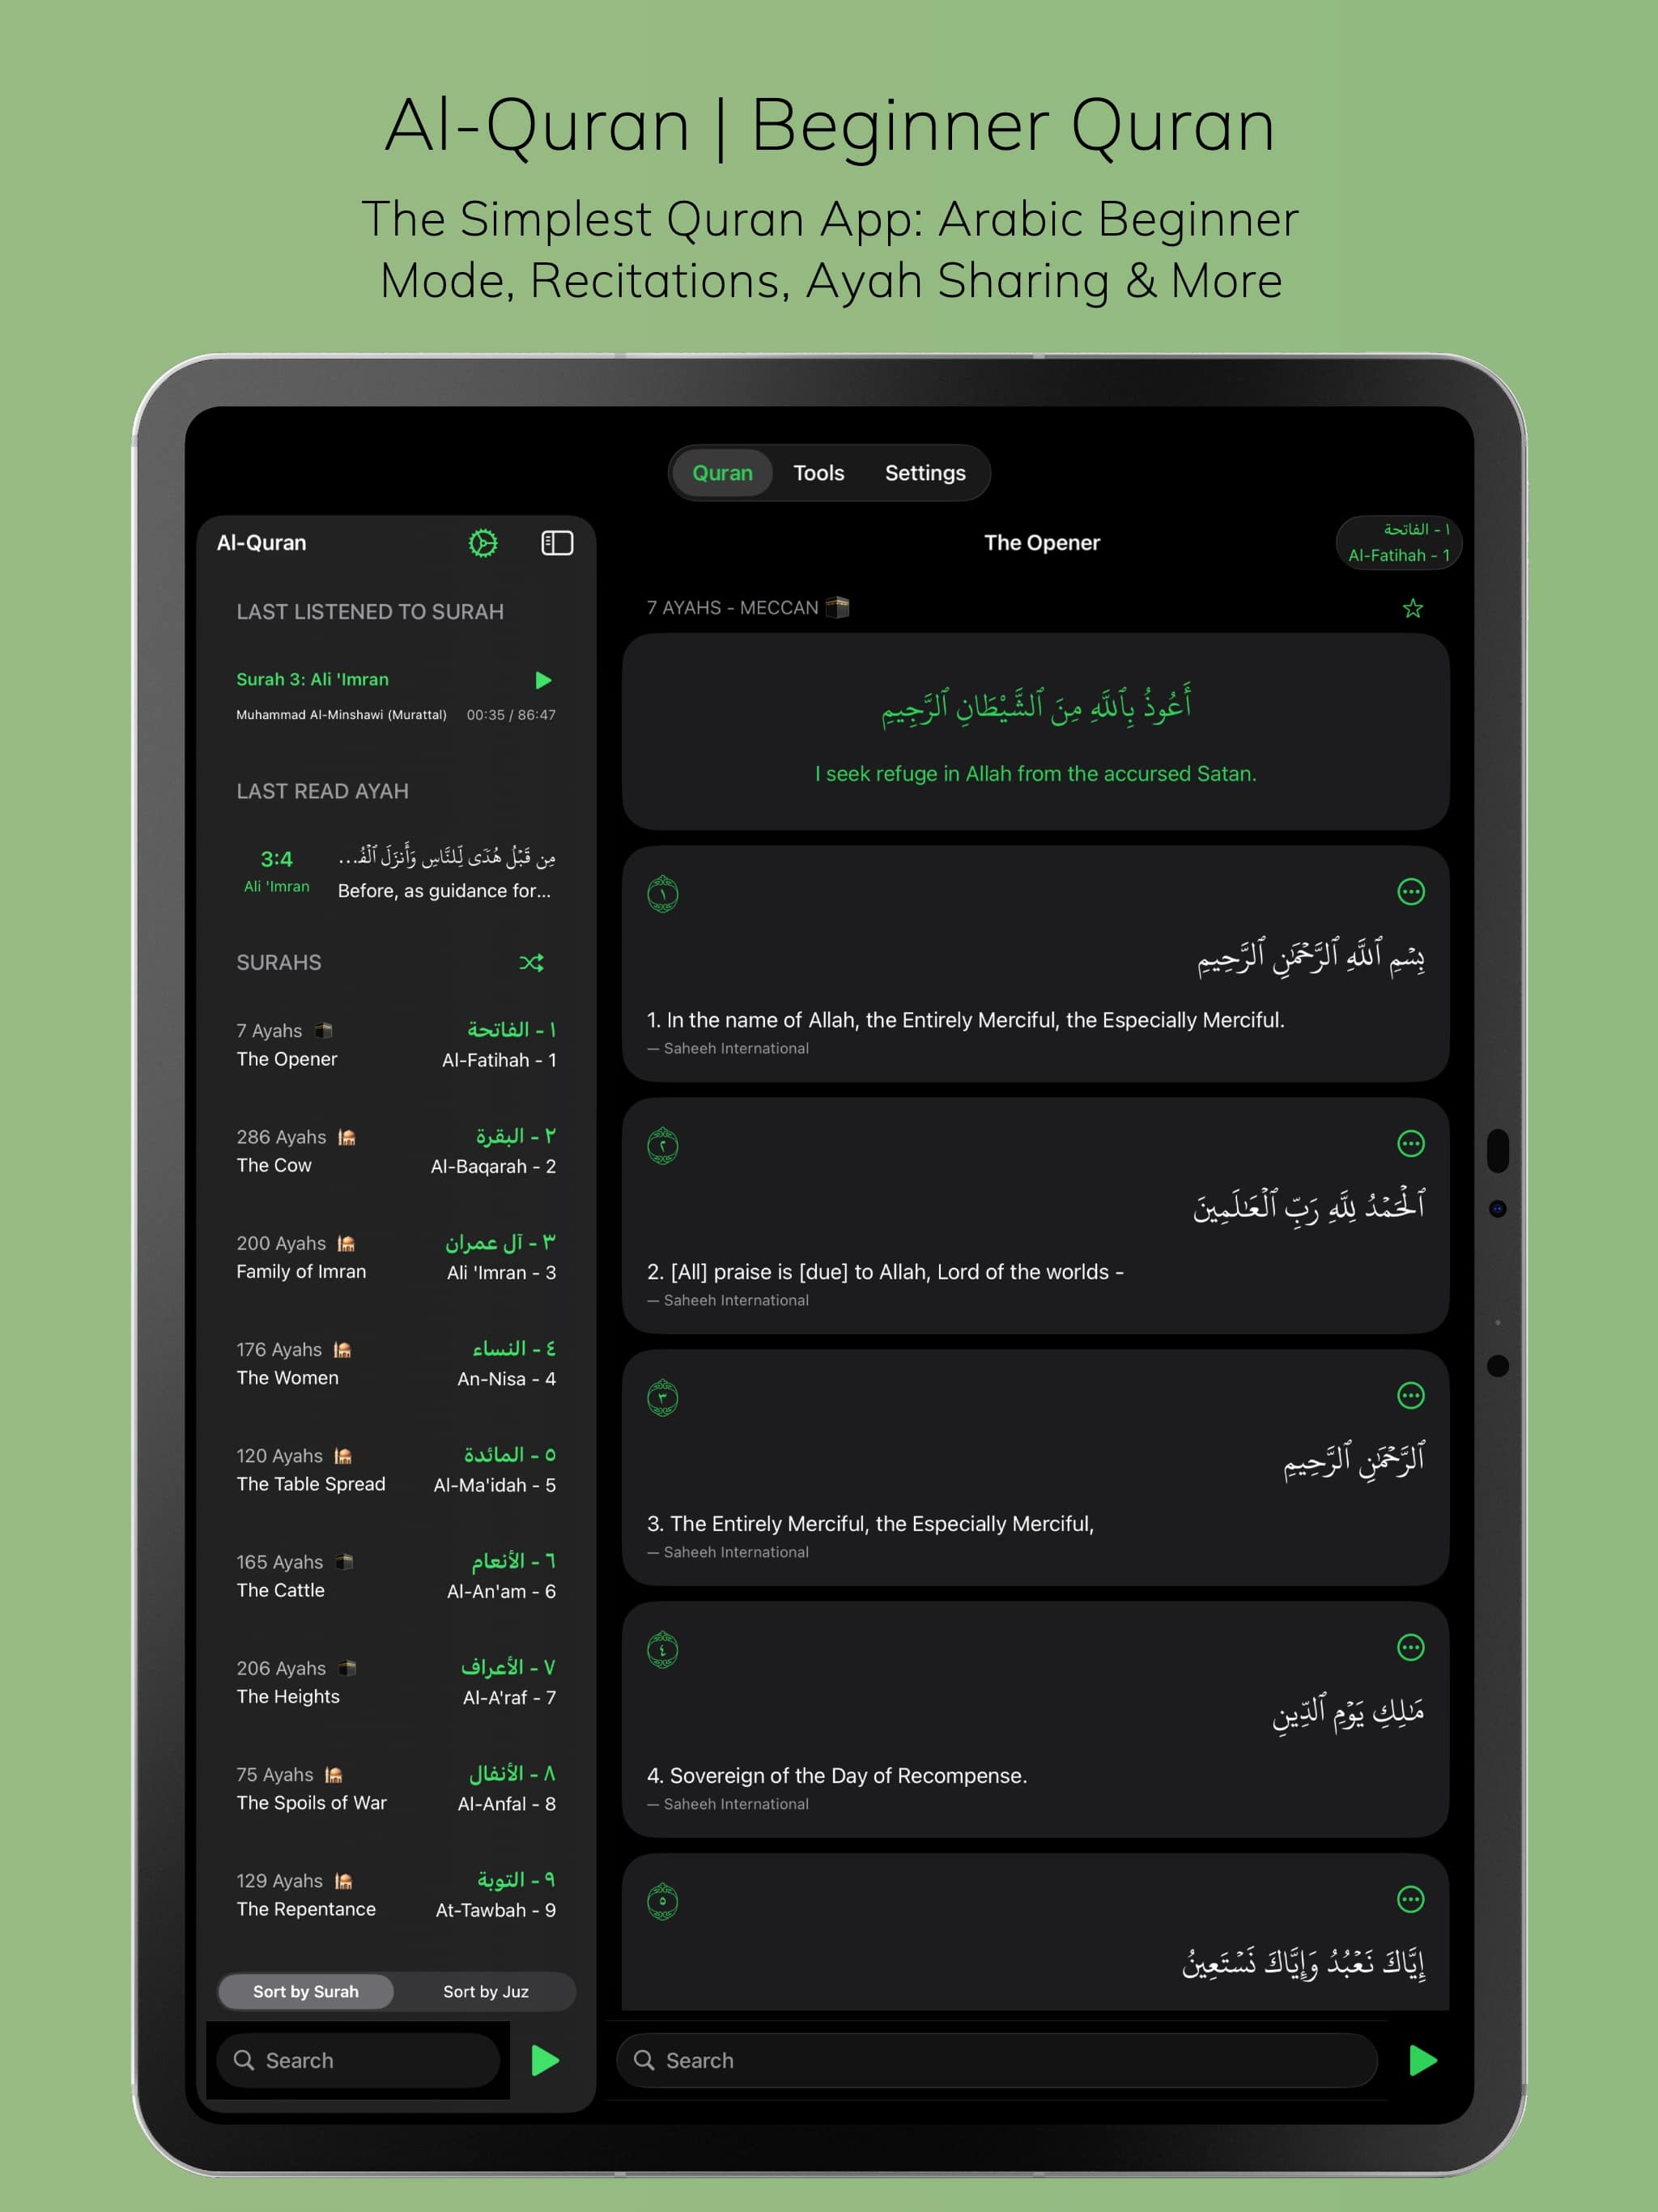 Al-Quran | Beginner Quran
The Simplest Quran App: Arabic Beginner
Mode, Recitations, Ayah Sharing & More
Quran Tools Settings
Al-Quran
LAST LISTENED TO SURAH
Surah 3: Ali 'Imran
Muhammad Al-Minshawi (Murattal) 00:35 / 86:47
LAST READ AYAH
3:4
Ali 'Imran
مِن قَبْلُ هُدًى لِّلنَّاسِ وَأَنزَلَ ٱلْفُ...
Before, as guidance for...
SURAHS
7 Ayahs ١ - الفاتحة
The Opener Al-Fatihah - 1
286 Ayahs ٢ - البقرة
The Cow Al-Baqarah - 2
200 Ayahs ٣ - آل عمران
Family of Imran Ali 'Imran - 3
176 Ayahs ٤ - النساء
The Women An-Nisa - 4
120 Ayahs ٥ - المائدة
The Table Spread Al-Ma'idah - 5
165 Ayahs ٦ - الأنعام
The Cattle Al-An'am - 6
206 Ayahs ٧ - الأعراف
The Heights Al-A'raf - 7
75 Ayahs ٨ - الأنفال
The Spoils of War Al-Anfal - 8
129 Ayahs ٩ - التوبة
The Repentance At-Tawbah - 9
Sort by Surah Sort by Juz
Search
The Opener
١ - الفاتحة
Al-Fatihah - 1
7 AYAHS - MECCAN
أَعُوذُ بِٱللَّهِ مِنَ ٱلشَّيْطَانِ ٱلرَّجِيمِ
I seek refuge in Allah from the accursed Satan.
١
بِسْمِ ٱللَّهِ ٱلرَّحْمَٰنِ ٱلرَّحِيمِ
1. In the name of Allah, the Entirely Merciful, the Especially Merciful.
— Saheeh International
٢
ٱلْحَمْدُ لِلَّهِ رَبِّ ٱلْعَٰلَمِينَ
2. [All] praise is [due] to Allah, Lord of the worlds -
— Saheeh International
٣
ٱلرَّحْمَٰنِ ٱلرَّحِيمِ
3. The Entirely Merciful, the Especially Merciful,
— Saheeh International
٤
مَٰلِكِ يَوْمِ ٱلدِّينِ
4. Sovereign of the Day of Recompense.
— Saheeh International
٥
إِيَّاكَ نَعْبُدُ وَإِيَّاكَ نَسْتَعِينُ
Search